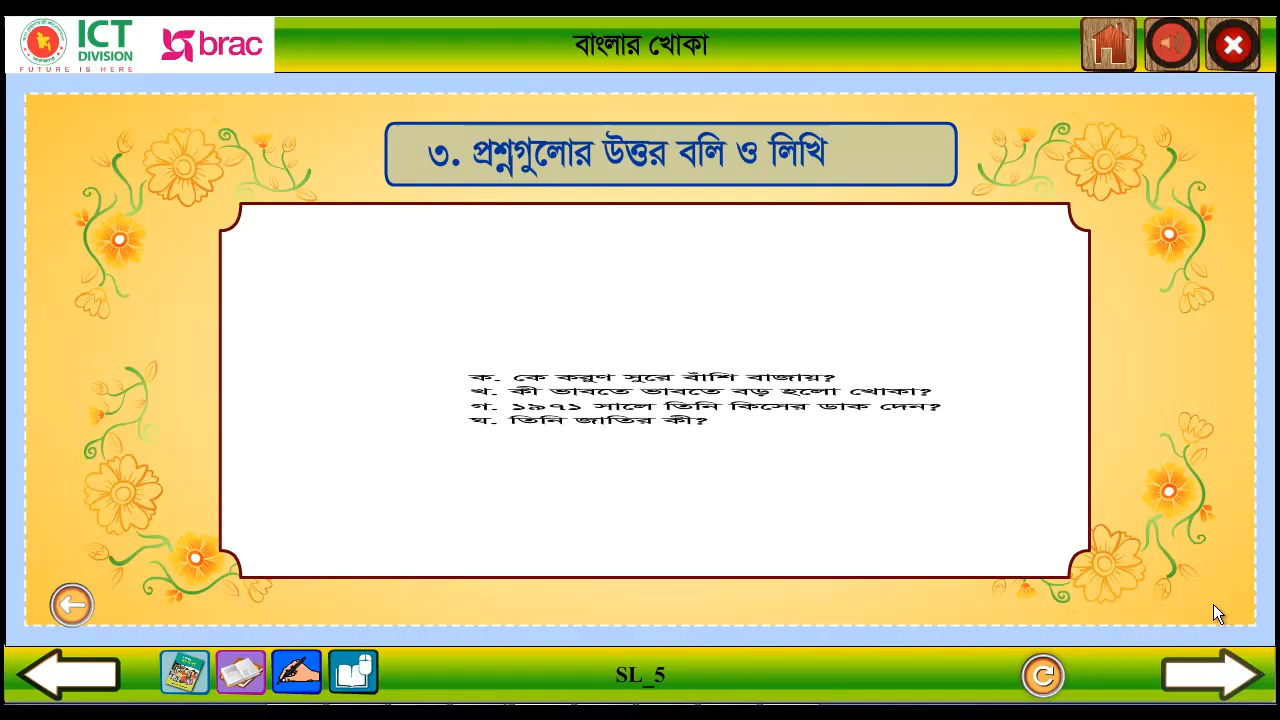 ICT
DIVISION
FUTURE IS HERE
brac
বাংলার খোকা
৩. প্রশ্নগুলোর উত্তর বলি ও লিখি
ক. কে করুণ সুরে বাঁশি বাজায়?
খ. কী ভাবতে ভাবতে বড় হলো খোকা?
গ. ১৯৭১ সালে তিনি কিসের ডাক দেন?
ঘ. তিনি জাতির কী?
SL_5